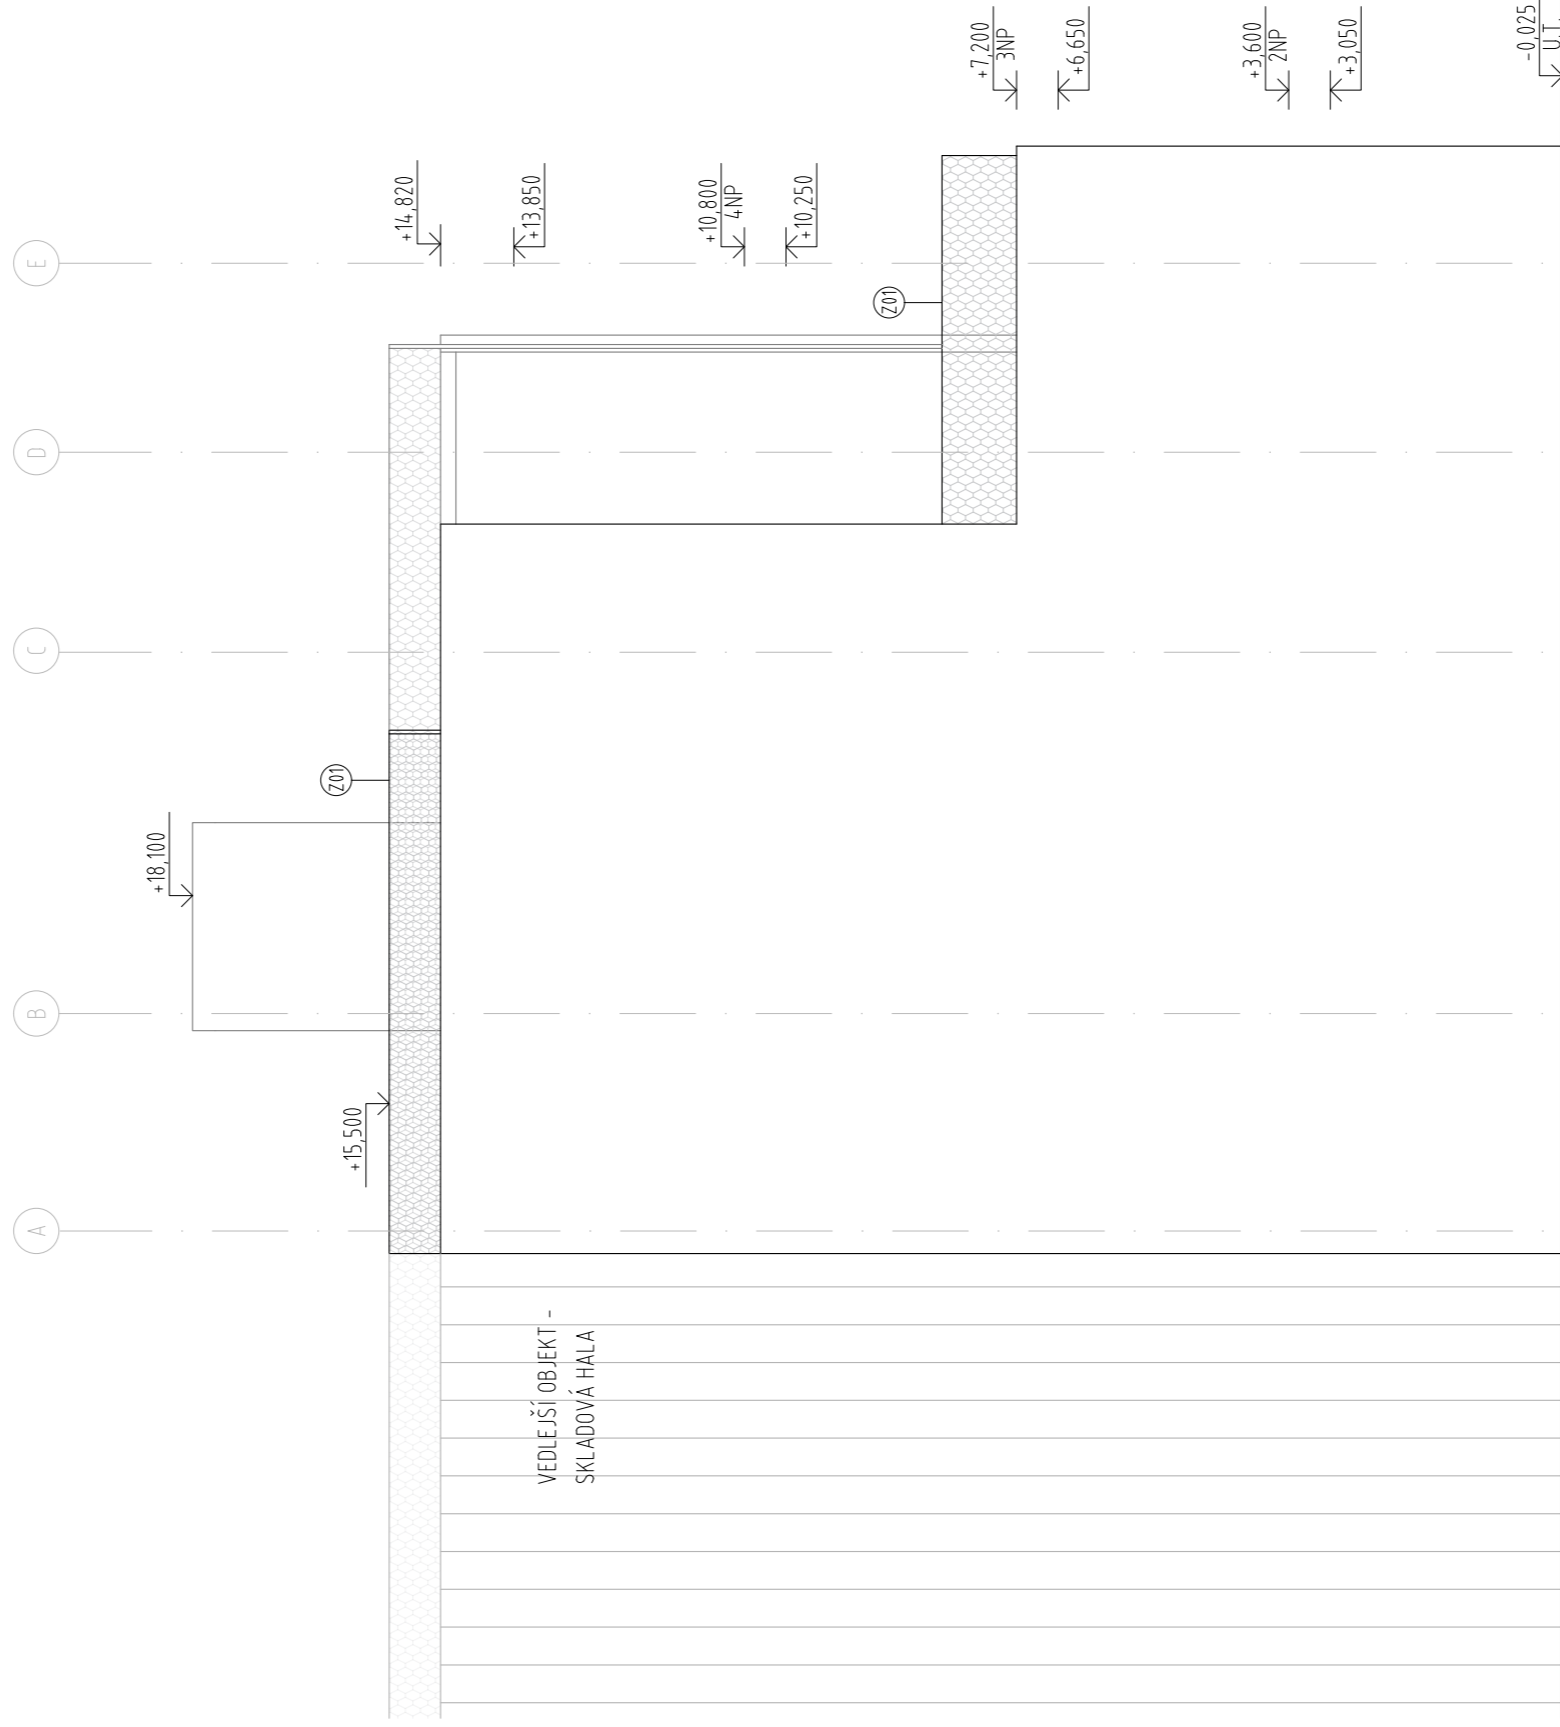 E
D
C
B
A
+7,200
3NP
+6,650
+3,600
2NP
+3,050
-0,025
U.T.
+14,820
+13,850
+10,800
4NP
+10,250
Z01
Z01
+18,100
+15,500
VEDLEJŠÍ OBJEKT -
SKLADOVÁ HALA